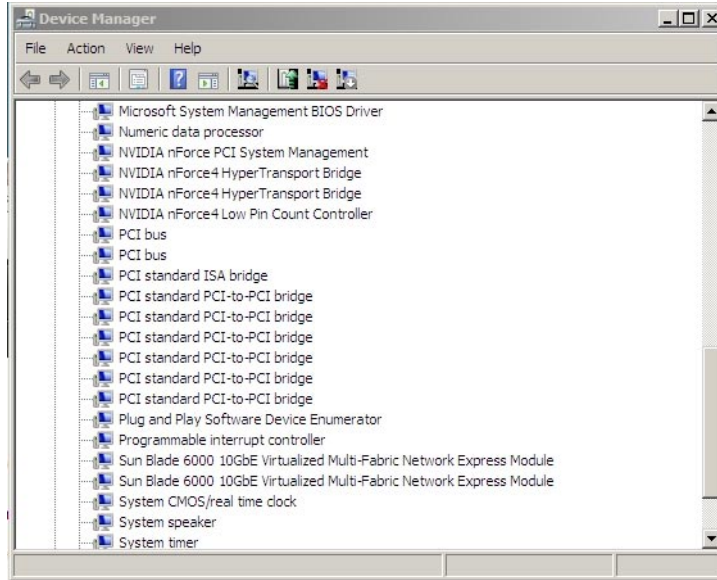 Device Manager
File Action View Help
Microsoft System Management BIOS Driver
Numeric data processor
NVIDIA nForce PCI System Management
NVIDIA nForce4 HyperTransport Bridge
NVIDIA nForce4 HyperTransport Bridge
NVIDIA nForce4 Low Pin Count Controller
PCI bus
PCI bus
PCI standard ISA bridge
PCI standard PCI-to-PCI bridge
PCI standard PCI-to-PCI bridge
PCI standard PCI-to-PCI bridge
PCI standard PCI-to-PCI bridge
PCI standard PCI-to-PCI bridge
PCI standard PCI-to-PCI bridge
Plug and Play Software Device Enumerator
Programmable interrupt controller
Sun Blade 6000 10GbE Virtualized Multi-Fabric Network Express Module
Sun Blade 6000 10GbE Virtualized Multi-Fabric Network Express Module
System CMOS/real time clock
System speaker
System timer